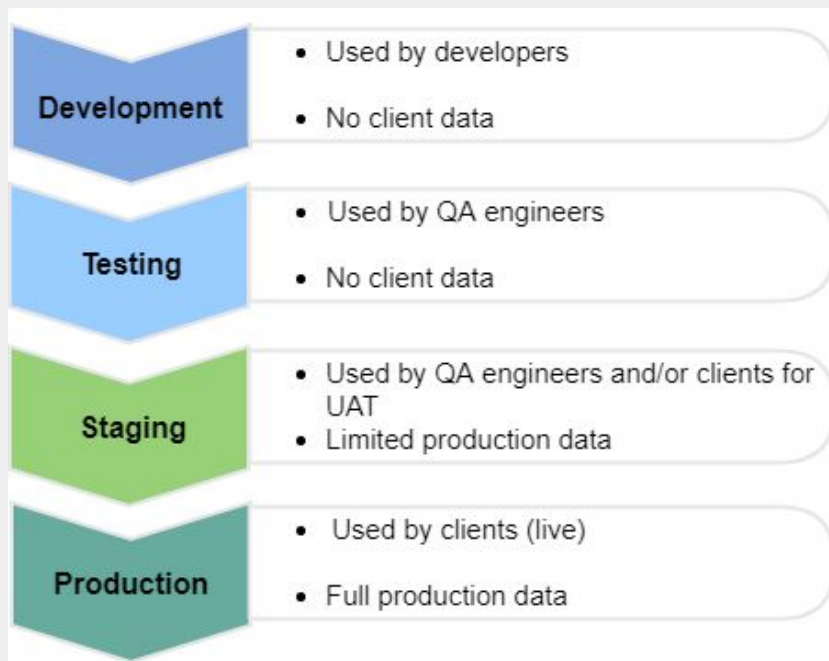 Development
• Used by developers
• No client data
Testing
• Used by QA engineers
• No client data
Staging
• Used by QA engineers and/or clients for
UAT
• Limited production data
Production
• Used by clients (live)
• Full production data